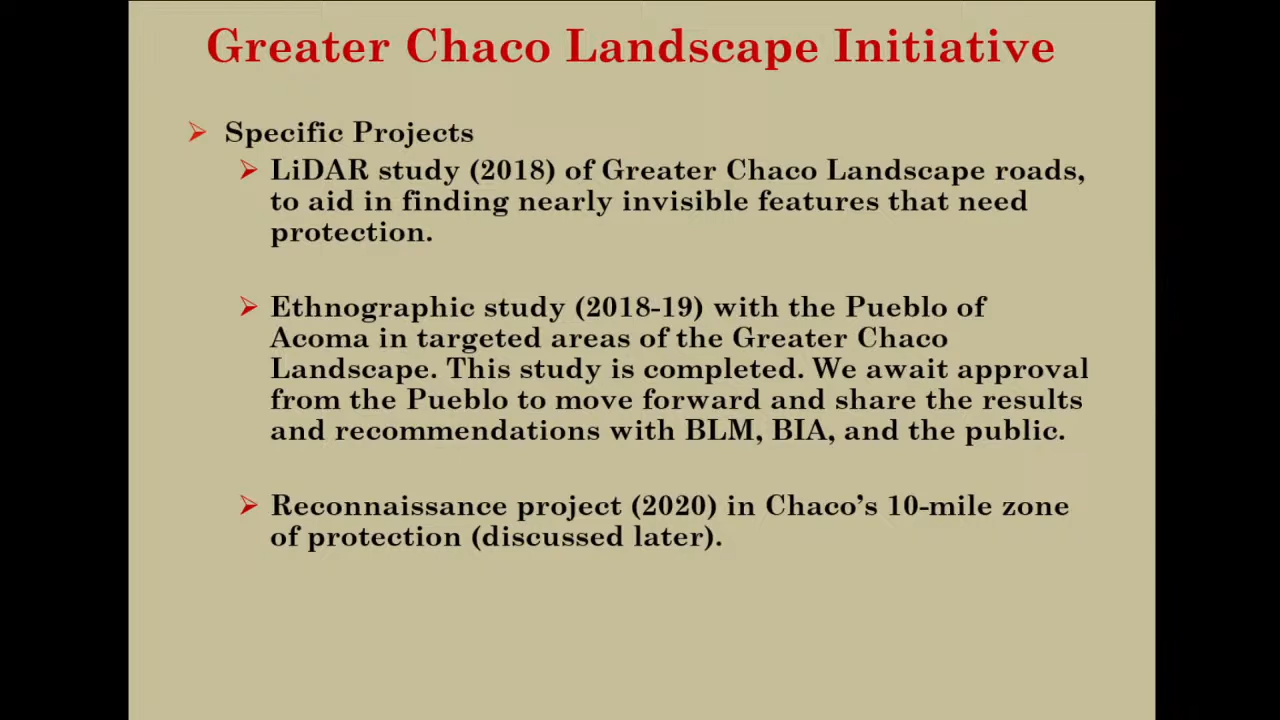 Greater Chaco Landscape Initiative
Specific Projects
LiDAR study (2018) of Greater Chaco Landscape roads,
to aid in finding nearly invisible features that need
protection.
Ethnographic study (2018-19) with the Pueblo of
Acoma in targeted areas of the Greater Chaco
Landscape. This study is completed. We await approval
from the Pueblo to move forward and share the results
and recommendations with BLM, BIA, and the public.
Reconnaissance project (2020) in Chaco’s 10-mile zone
of protection (discussed later).